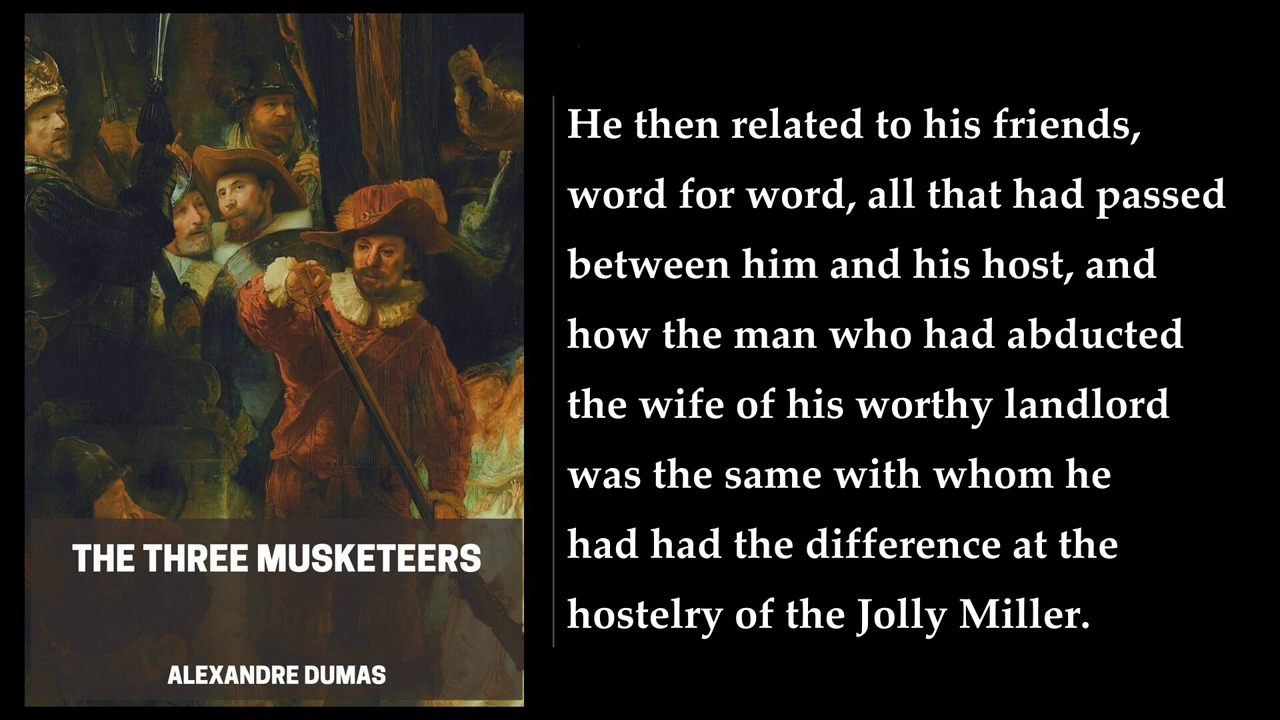 THE THREE MUSKETEERS
ALEXANDRE DUMAS
He then related to his friends,
word for word, all that had passed
between him and his host, and
how the man who had abducted
the wife of his worthy landlord
was the same with whom he
had had the difference at the
hostelry of the Jolly Miller.